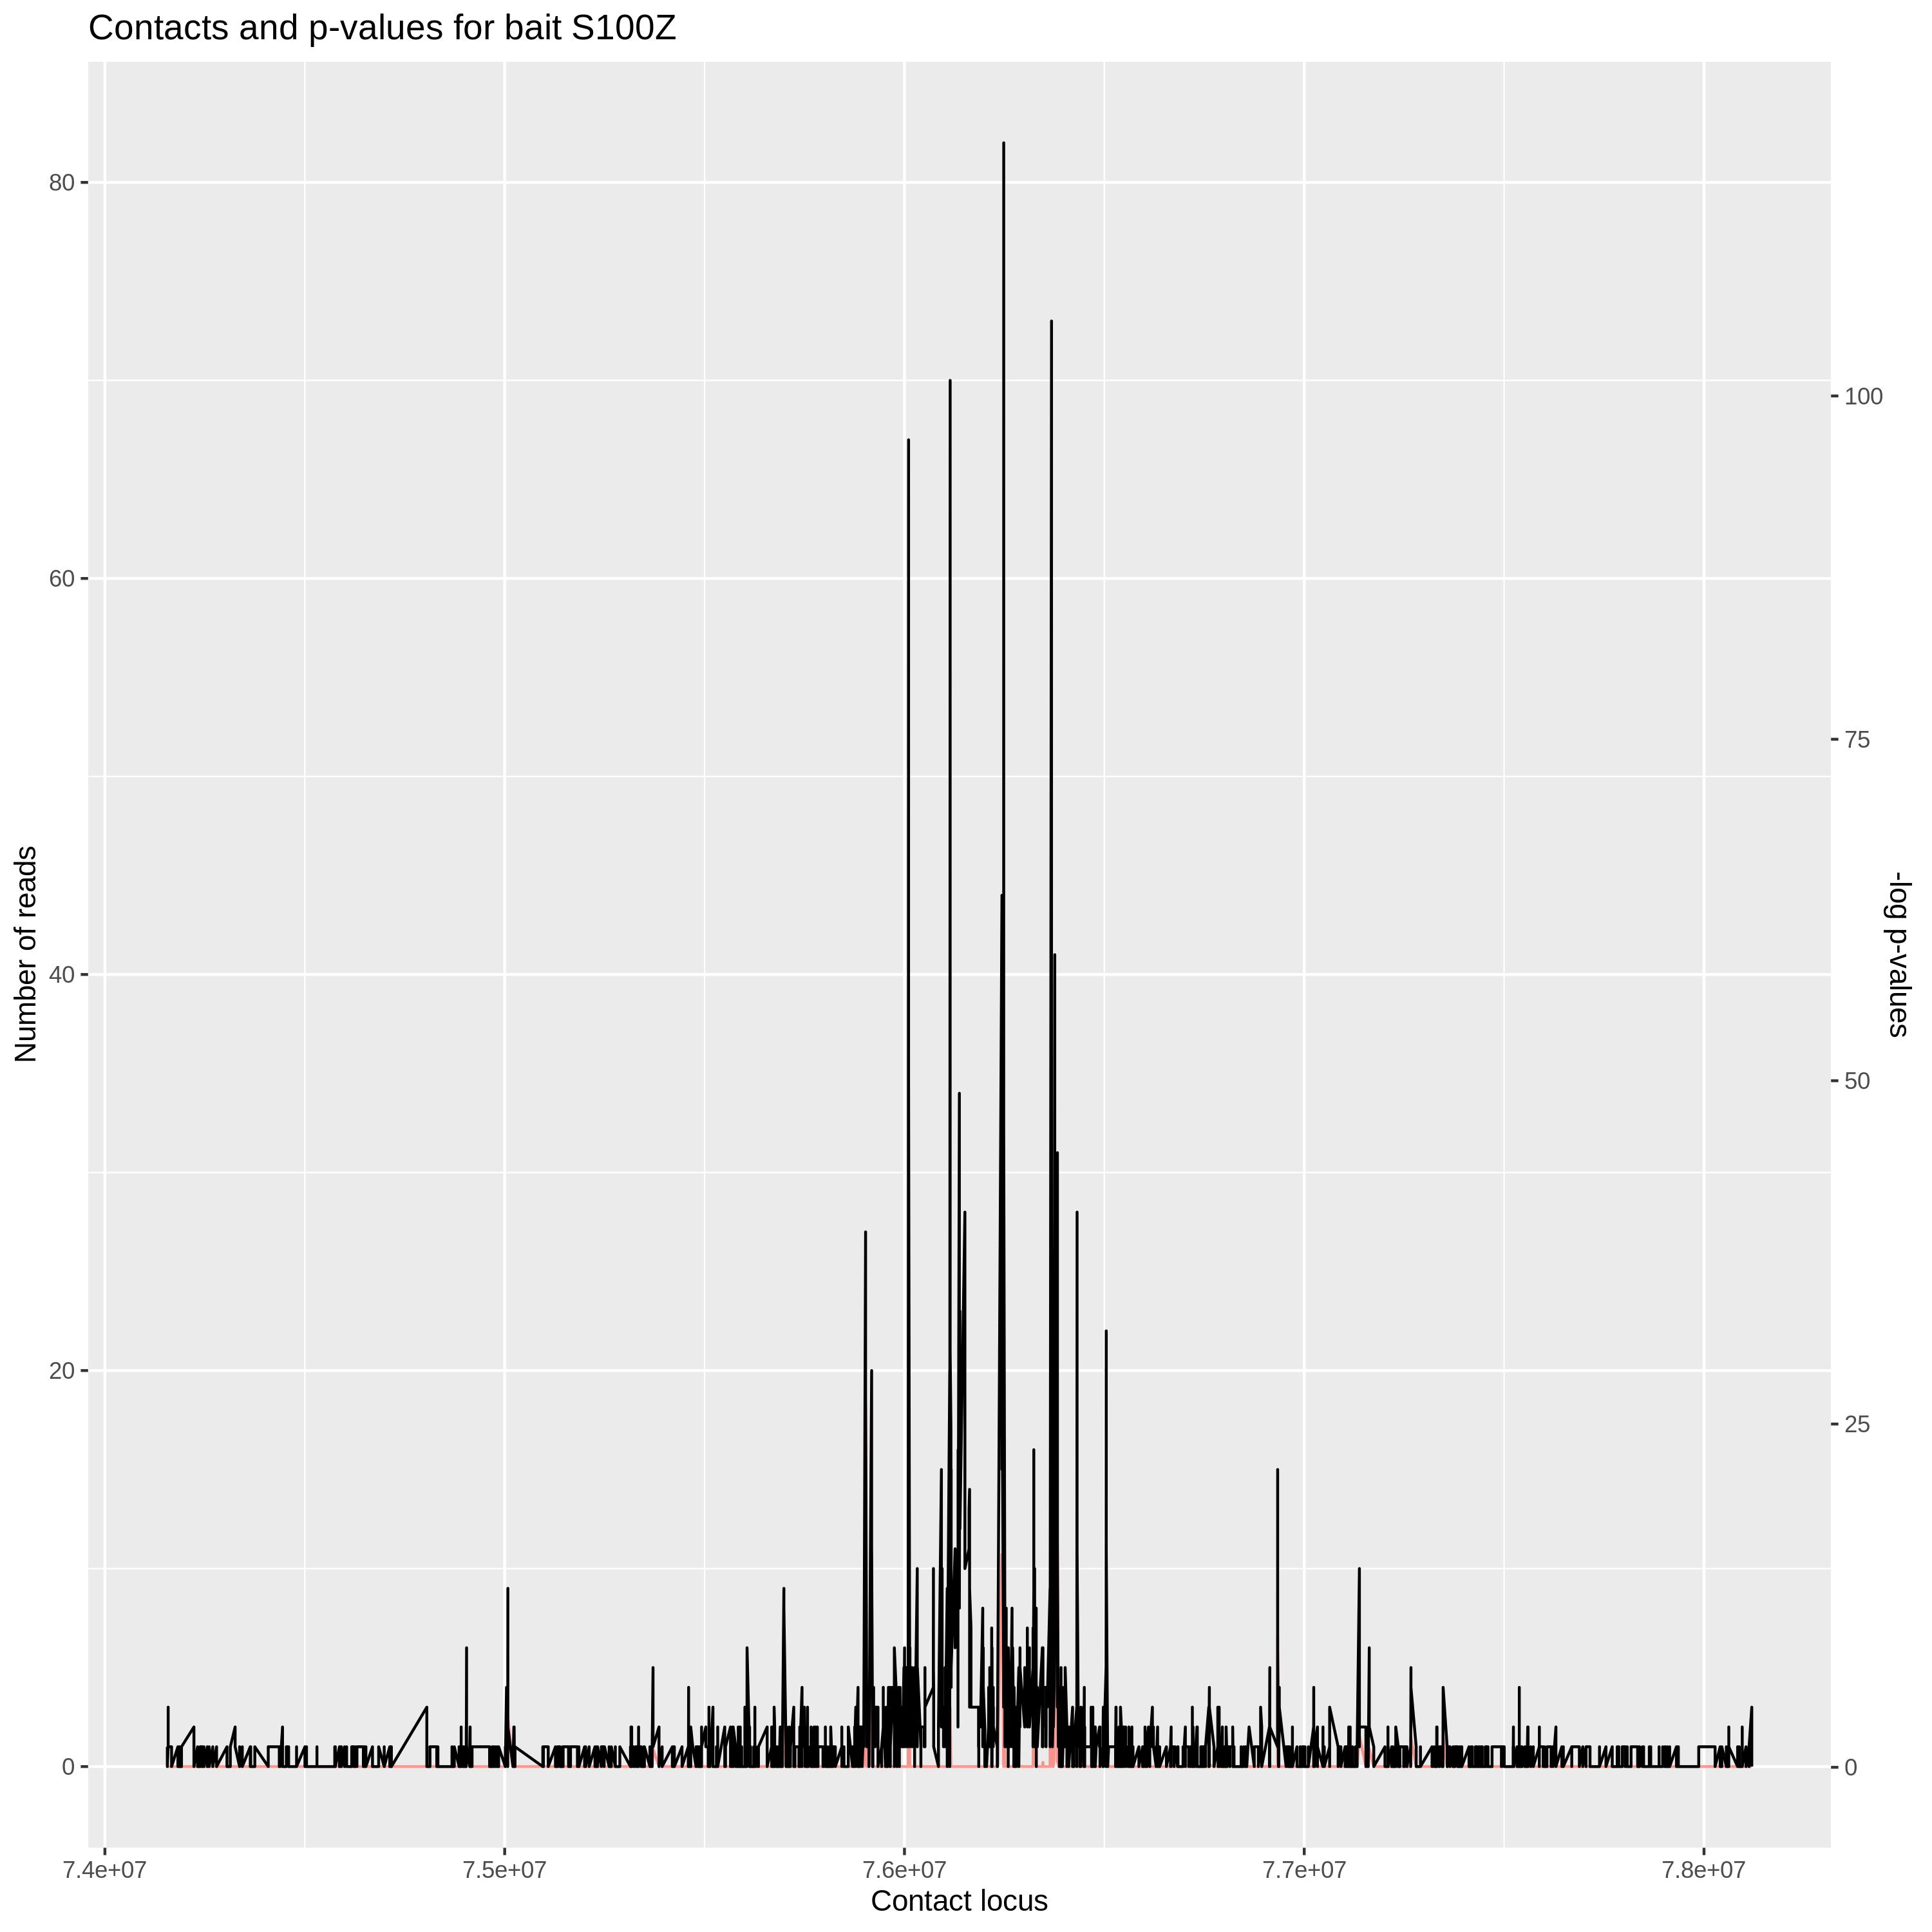 Contacts and p-values for bait S100Z
80
60
40
20
0
Number of reads
100
75
50
25
0
-log p-values
7.4e+07 7.5e+07 7.6e+07 7.7e+07 7.8e+07
Contact locus